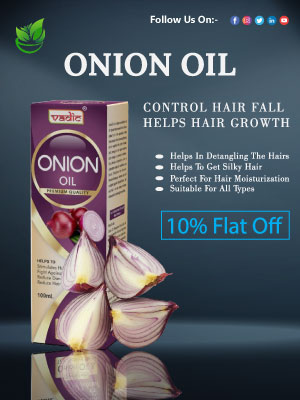 Follow Us On:-
ONION OIL
CONTROL HAIR FALL
HELPS HAIR GROWTH
Helps In Detangling The Hairs
Helps To Get Silky Hair
Perfect For Hair Moisturization
Suitable For All Types
10% Flat Off
vadic
ONION
OIL
PREMIUM QUALITY
HELPS TO:
100ml.